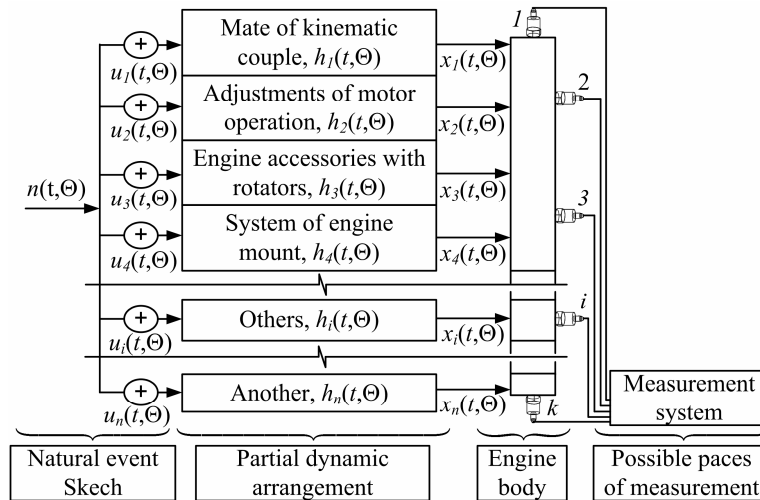 Mate of kinematic
couple, h1(t,Θ)
Adjustments of motor
operation, h2(t,Θ)
Engine accessories with
rotators, h3(t,Θ)
System of engine
mount, h4(t,Θ)
Others, hi(t,Θ)
Another, hn(t,Θ)
n(t,Θ)
+
u1(t,Θ)
+
u2(t,Θ)
+
u3(t,Θ)
+
u4(t,Θ)
+
ui(t,Θ)
+
un(t,Θ)
x1(t,Θ)
x2(t,Θ)
x3(t,Θ)
x4(t,Θ)
xi(t,Θ)
xn(t,Θ)
1
2
3
i
k
Measurement
system
Natural event
Skech
Partial dynamic
arrangement
Engine
body
Possible paces
of measurement